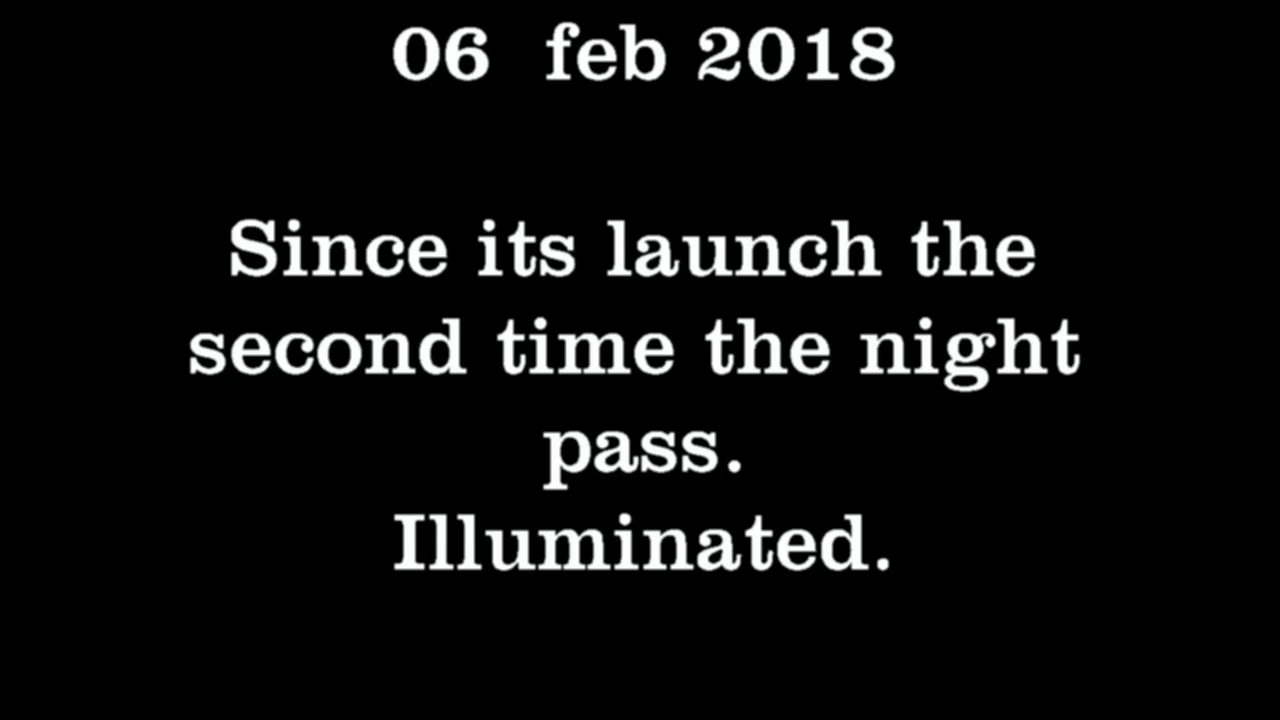 06  feb 2018
Since its launch the
second time the night
pass.
Illuminated.